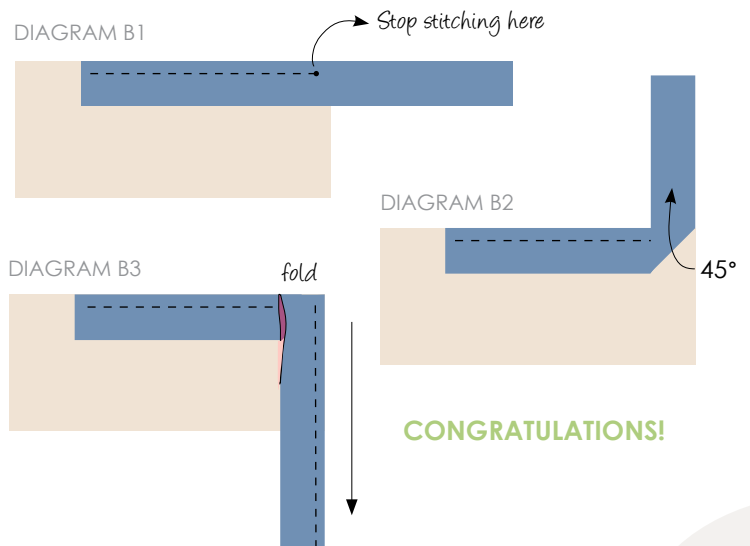 DIAGRAM B1
Stop stitching here
DIAGRAM B2
45°
DIAGRAM B3
fold
CONGRATULATIONS!